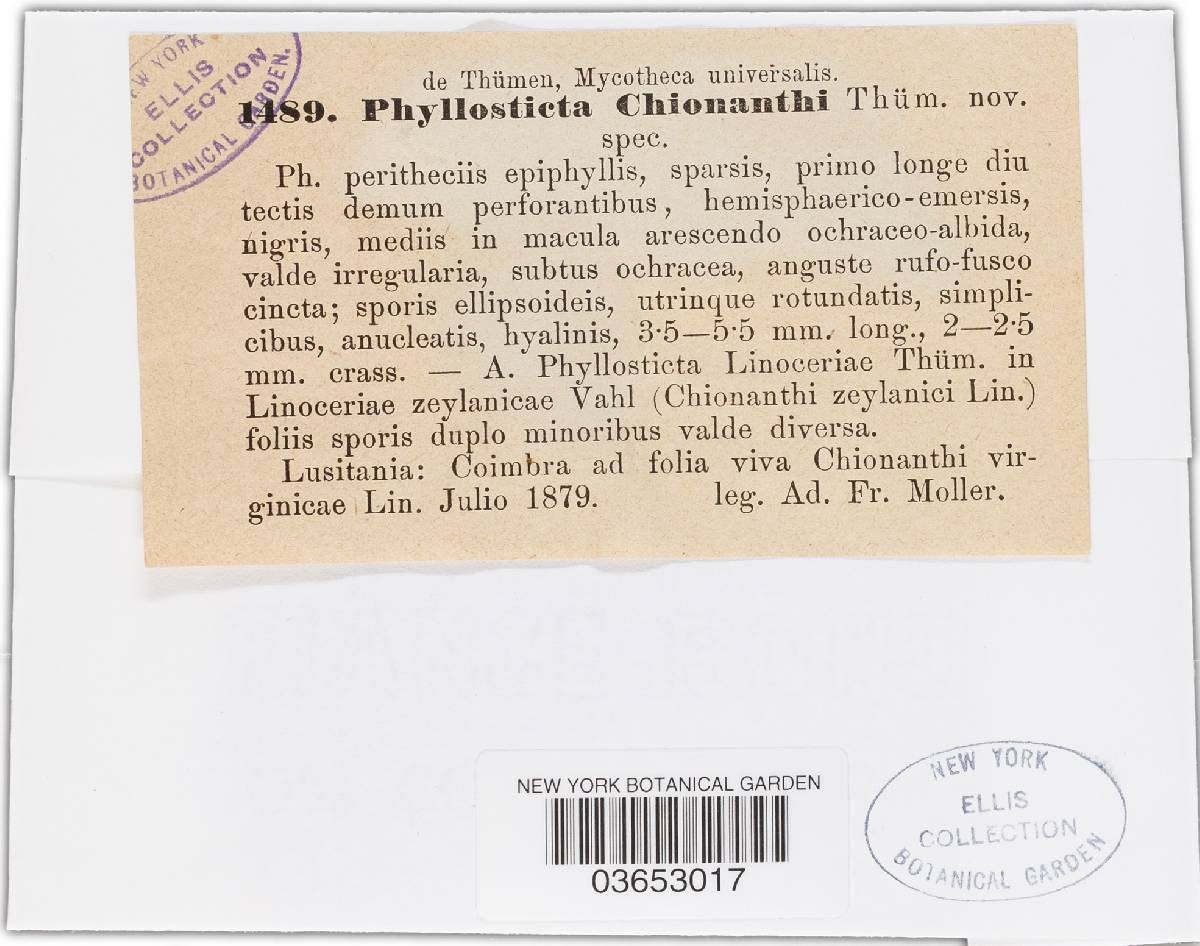 NEW YORK
ELLIS
COLLECTION
BOTANICAL GARDEN.
de Thümen, Mycotheca universalis.
1489. Phyllosticta Chionanthi Thüm. nov.
spec.
Ph. peritheciis epiphyllis, sparsis, primo longe diu
tectis demum perforantibus, hemisphaerico-emersis,
nigris, mediis in macula arescendo ochraceo-albida,
valde irregularia, subtus ochracea, anguste rufo-fusco
cincta; sporis ellipsoideis, utrinque rotundatis, simpli-
cibus, anucleatis, hyalinis, 3·5—5·5 mm. long., 2—2·5
mm. crass. — A. Phyllosticta Linoceriae Thüm. in
Linoceriae zeylanicae Vahl (Chionanthi zeylanici Lin.)
foliis sporis duplo minoribus valde diversa.
Lusitania: Coimbra ad folia viva Chionanthi vir-
ginicae Lin. Julio 1879. leg. Ad. Fr. Moller.
NEW YORK BOTANICAL GARDEN
03653017
NEW YORK
ELLIS
COLLECTION
BOTANICAL GARDEN